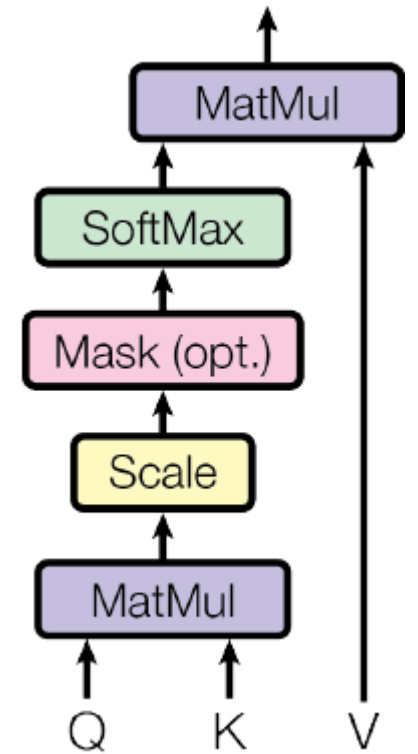 MatMul
SoftMax
Mask (opt.)
Scale
MatMul
Q K V